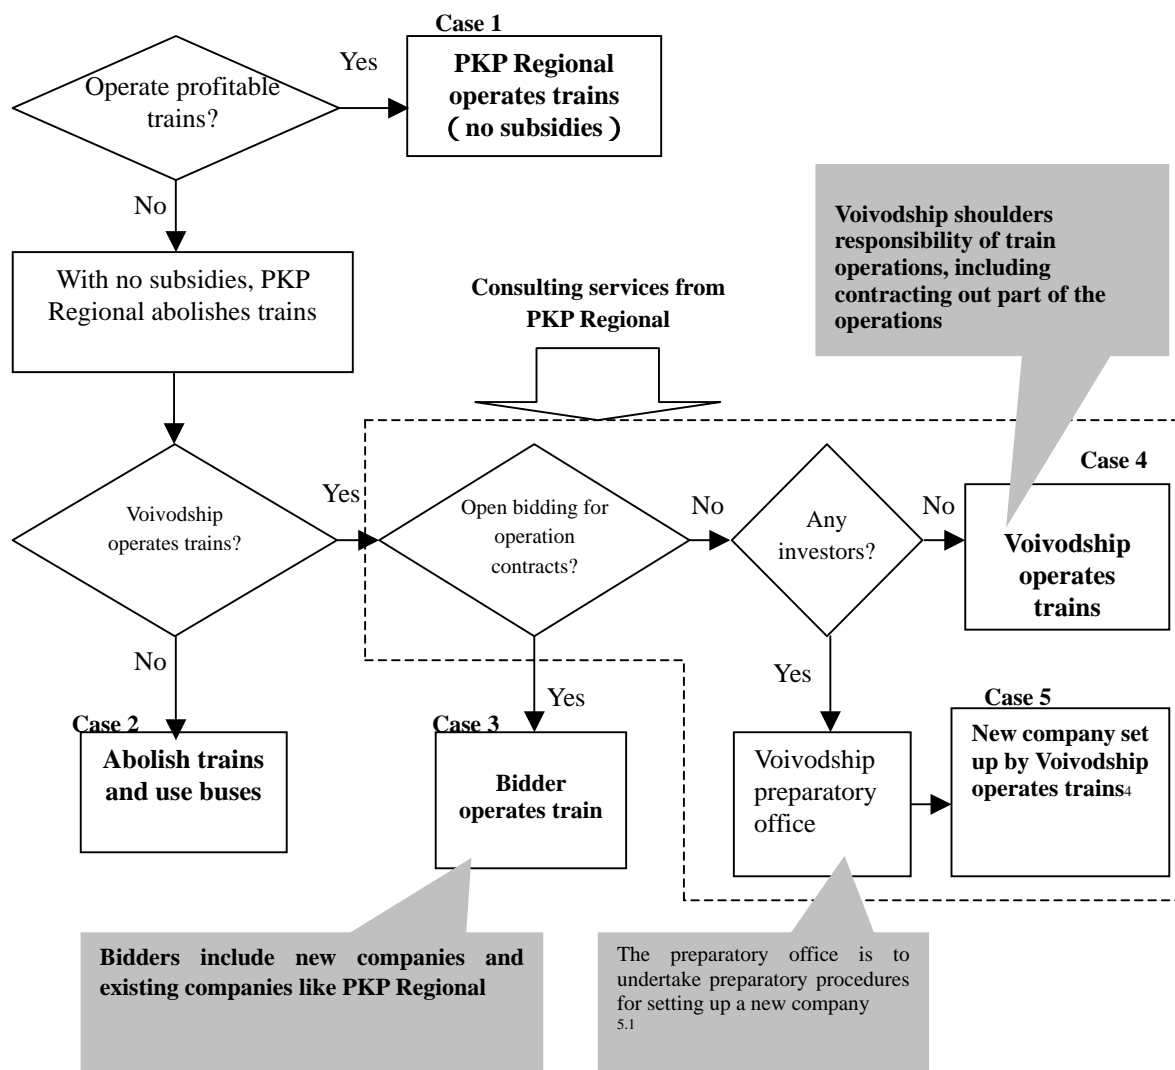 Case 1
Operate profitable
trains?
Yes
PKP Regional
operates trains
( no subsidies )
No
With no subsidies, PKP
Regional abolishes trains
Consulting services from
PKP Regional
Voivodship shoulders
responsibility of train
operations, including
contracting out part of the
operations
Voivodship
operates trains?
Yes
Open bidding for
operation
contracts?
No
Any
investors?
No
Case 4
Voivodship
operates
trains
No
Case 2
Abolish trains
and use buses
Yes
Case 3
Bidder
operates train
Yes
Voivodship
preparatory
office
Case 5
New company set
up by Voivodship
operates trains4
Bidders include new companies and
existing companies like PKP Regional
The preparatory office is to
undertake preparatory procedures
for setting up a new company
5.1